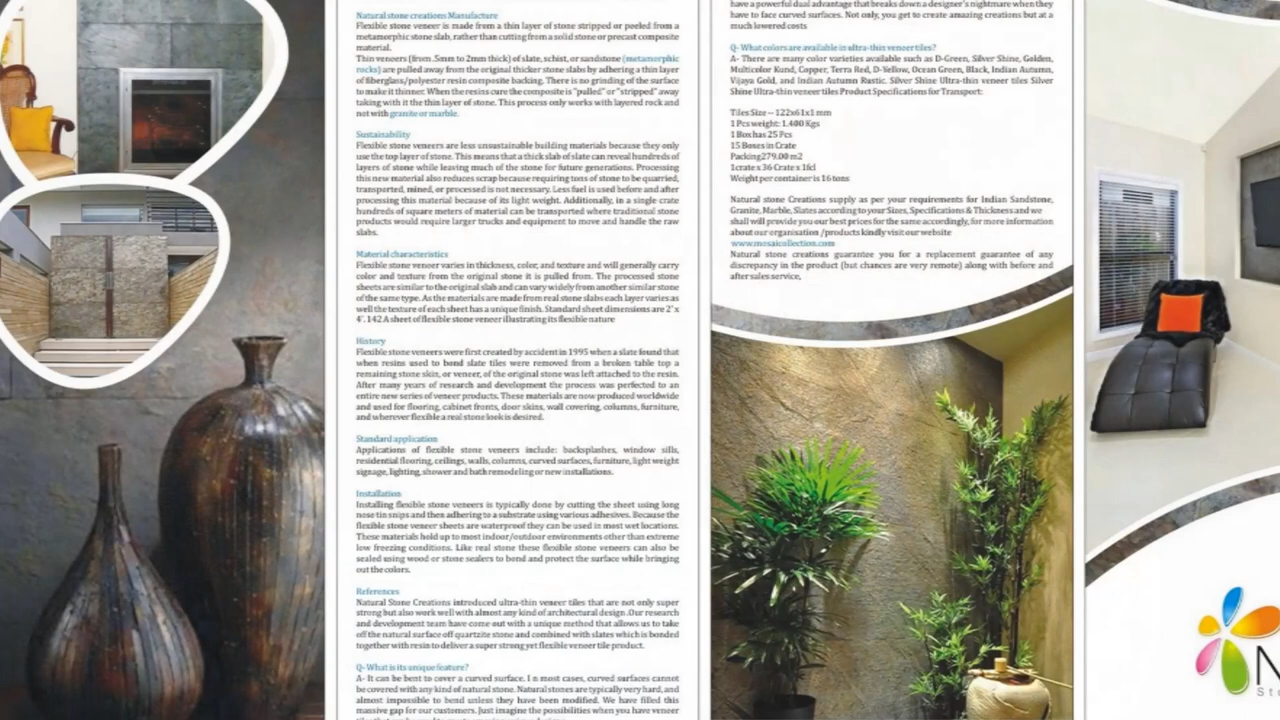 Natural stone creations Manufacture
Flexible stone veneer is made from a thin layer of stone stripped or peeled from a
metamorphic stone slab, rather than cutting from a solid stone or precast composite
material.
Thin veneers (from .5mm to 2mm thick) of slate, schist, or sandstone (metamorphic
rocks) are pulled away from the original thicker stone slabs by adhering a thin layer
of fiberglass/polyester resin composite backing. There is no grinding of the surface
to make it thinner. When the resins cure the composite is "pulled" or "stripped" away
taking with it the thin layer of stone. This process only works with layered rock and
not with granite or marble.
Sustainability
Flexible stone veneers are less unsustainable building materials because they only
use the top layer of stone. This means that a thick slab of slate can reveal hundreds of
layers of stone while leaving much of the stone for future generations. Processing
this new material also reduces scrap because requiring tons of stone to be quarried,
transported, mined, or processed is not necessary. Less fuel is used before and after
processing this material because of its light weight. Additionally, in a single crate
hundreds of square meters of material can be transported where traditional stone
products would require larger trucks and equipment to move and handle the raw
slabs.
Material characteristics
Flexible stone veneer varies in thickness, color, and texture and will generally carry
color and texture from the original stone it is pulled from. The processed stone
sheets are similar to the original slab and can vary widely from another similar stone
of the same type. As the materials are made from real stone slabs each layer varies as
well the texture of each sheet has a unique finish. Standard sheet dimensions are 2' x
4'. 142 A sheet of flexible stone veneer illustrating its flexible nature
History
Flexible stone veneers were first created by accident in 1995 when a slate found that
when resins used to bond slate tiles were removed from a broken table top a
remaining stone skin, or veneer, of the original stone was left attached to the resin.
After many years of research and development the process was perfected to an
entire new series of veneer products. These materials are now produced worldwide
and used for flooring, cabinet fronts, door skins, wall covering, columns, furniture,
and wherever flexible a real stone look is desired.
Standard application
Applications of flexible stone veneers include: backsplashes, window sills,
residential flooring, ceilings, walls, columns, curved surfaces, furniture, light weight
signage, lighting, shower and bath remodeling or new installations.
Installation
Installing flexible stone veneers is typically done by cutting the sheet using long
nose tin snips and then adhering to a substrate using various adhesives. Because the
flexible stone veneer sheets are waterproof they can be used in most wet locations.
These materials hold up to most indoor/outdoor environments other than extreme
low freezing conditions. Like real stone these flexible stone veneers can also be
sealed using wood or stone sealers to bond and protect the surface while bringing
out the colors.
References
Natural Stone Creations introduced ultra-thin veneer tiles that are not only super
strong but also work well with almost any kind of architectural design. Our research
and development team have come out with a unique method that allows us to take
off the natural surface off quartzite stone and combined with slates which is bonded
together with resin to deliver a super strong yet flexible veneer tile product.
Q- What is its unique feature?
A- It can be bent to cover a curved surface. I n most cases, curved surfaces cannot
be covered with any kind of natural stone. Natural stones are typically very hard, and
almost impossible to bend unless they have been modified. We have filled this
massive gap for our customers. Just imagine the possibilities when you have veneer
have a powerful dual advantage that breaks down a designer's nightmare when they
have to face curved surfaces. Not only, you get to create amazing creations but at a
much lowered costs
Q- What colors are available in ultra-thin veneer tiles?
A- There are many color varieties available such as D-Green, Silver Shine, Golden,
Multicolor Kund, Copper, Terra Red, D-Yellow, Ocean Green, Black, Indian Autumn,
Vijaya Gold, and Indian Autumn Rustic. Silver Shine Ultra-thin veneer tiles Silver
Shine Ultra-thin veneer tiles Product Specifications for Transport:
Tiles Size -- 122x61x1 mm
1 Pcs weight: 1.400 Kgs
1 Box has 25 Pcs
15 Boxes in Crate
Packing279.00 m2
1crate x 36 Crate x 1fcl
Weight per container is 16 tons
Natural stone Creations supply as per your requirements for Indian Sandstone,
Granite, Marble, Slates according to your Sizes, Specifications & Thickness and we
shall will provide you our best prices for the same accordingly, for more information
about our organisation /products kindly visit our website
www.mosaicollection.com
Natural stone creations guarantee you for a replacement guarantee of any
discrepancy in the product (but chances are very remote) along with before and
after sales service,
N
Sto